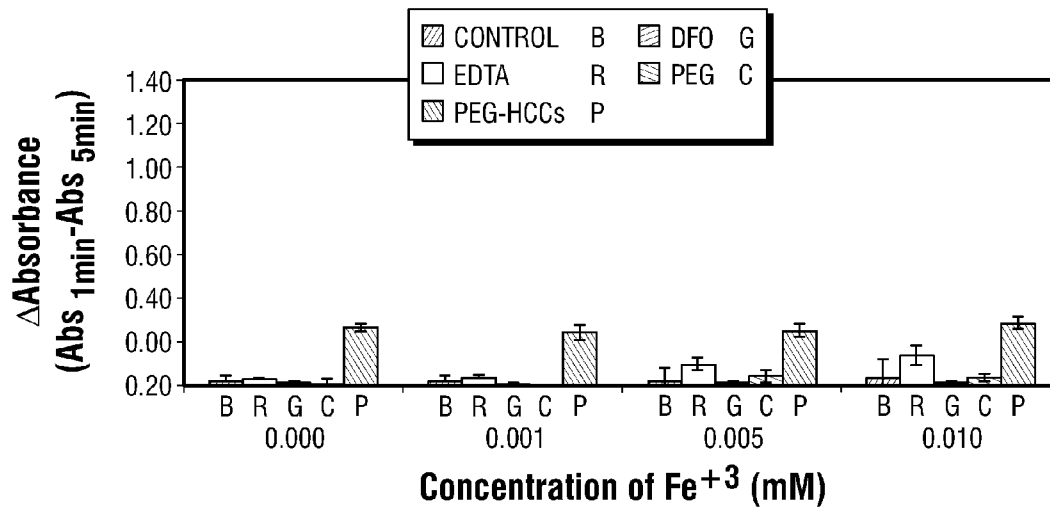 CONTROL B DFO G
EDTA R PEG C
PEG-HCCs P
ΔAbsorbance
(Abs 1min-Abs 5min)
1.40
1.20
1.00
0.80
0.60
0.40
0.00
0.20
B R G C P B R G C P B R G C P B R G C P
0.000 0.001 0.005 0.010
Concentration of Fe+3 (mM)